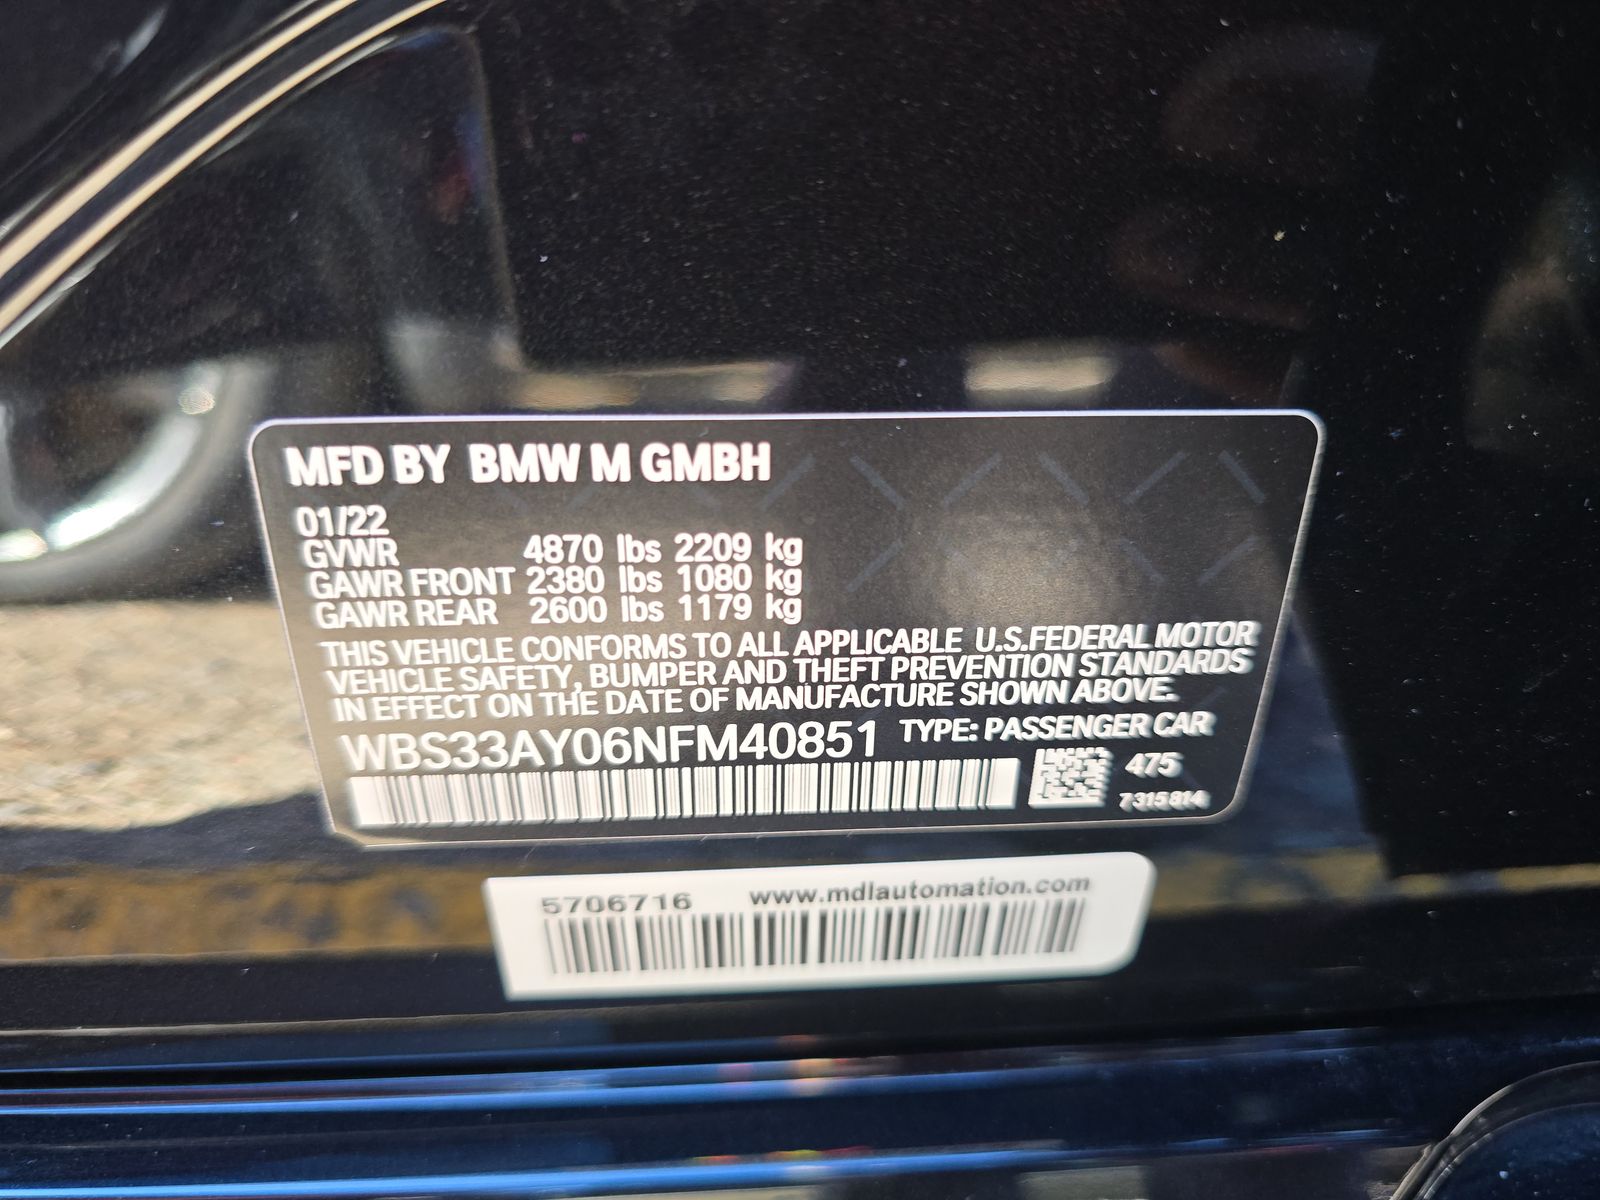 MFD BY BMW M GMBH
01/22
GVWR 4870 lbs 2209 kg
GAWR FRONT 2380 lbs 1080 kg
GAWR REAR 2600 lbs 1179 kg
THIS VEHICLE CONFORMS TO ALL APPLICABLE U.S.FEDERAL MOTOR
VEHICLE SAFETY, BUMPER AND THEFT PREVENTION STANDARDS
IN EFFECT ON THE DATE OF MANUFACTURE SHOWN ABOVE.
WBS33AY06NFM40851 TYPE: PASSENGER CAR
475
7315814
5706716 www.mdlautomation.com